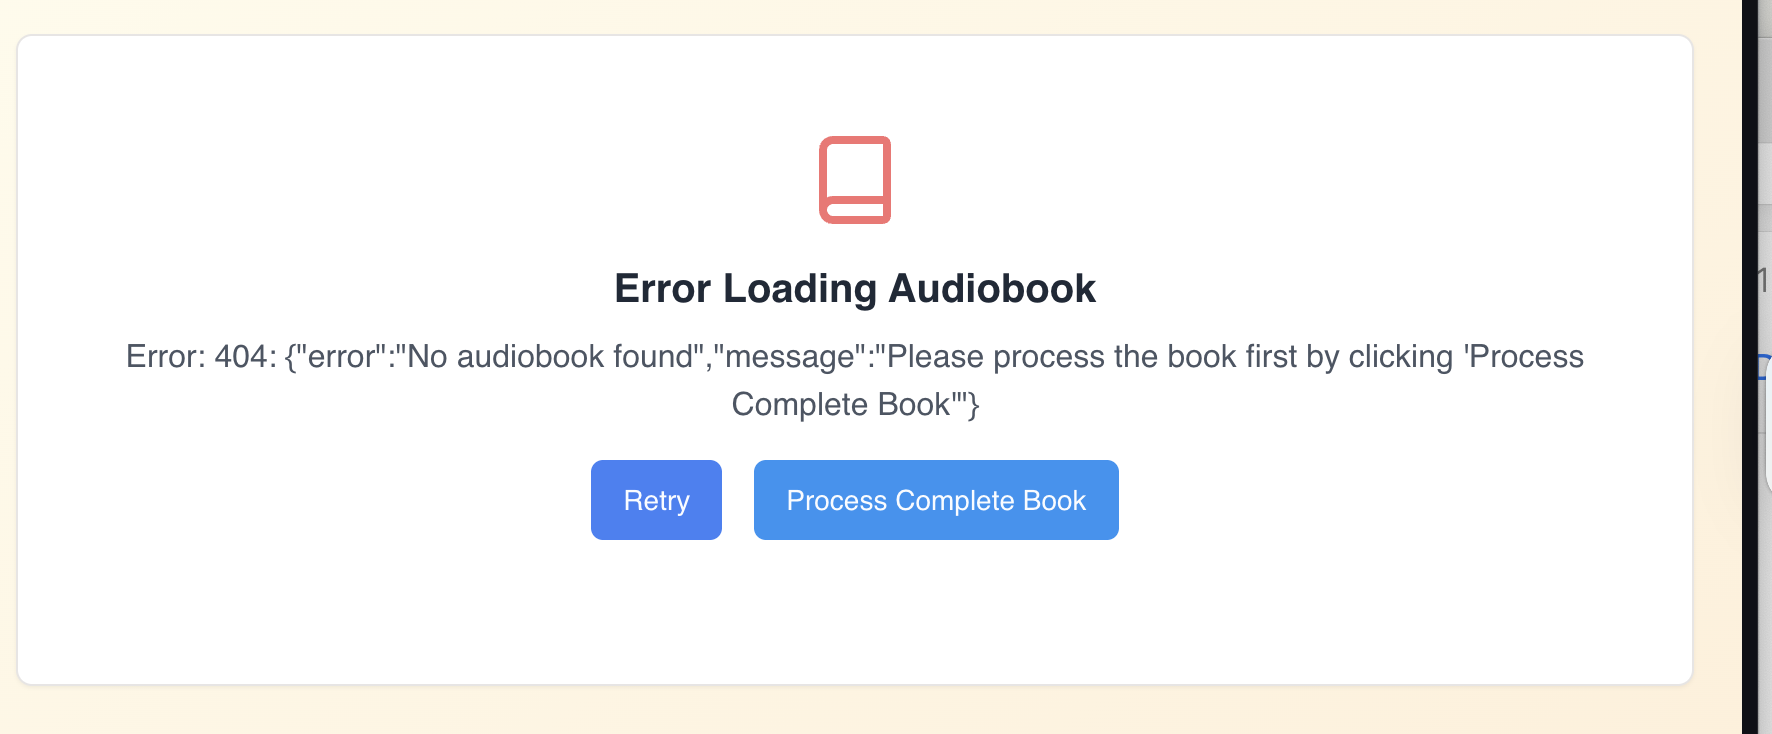 Error Loading Audiobook
Error: 404: {"error":"No audiobook found","message":"Please process the book first by clicking 'Process
Complete Book'"}
Retry
Process Complete Book
1